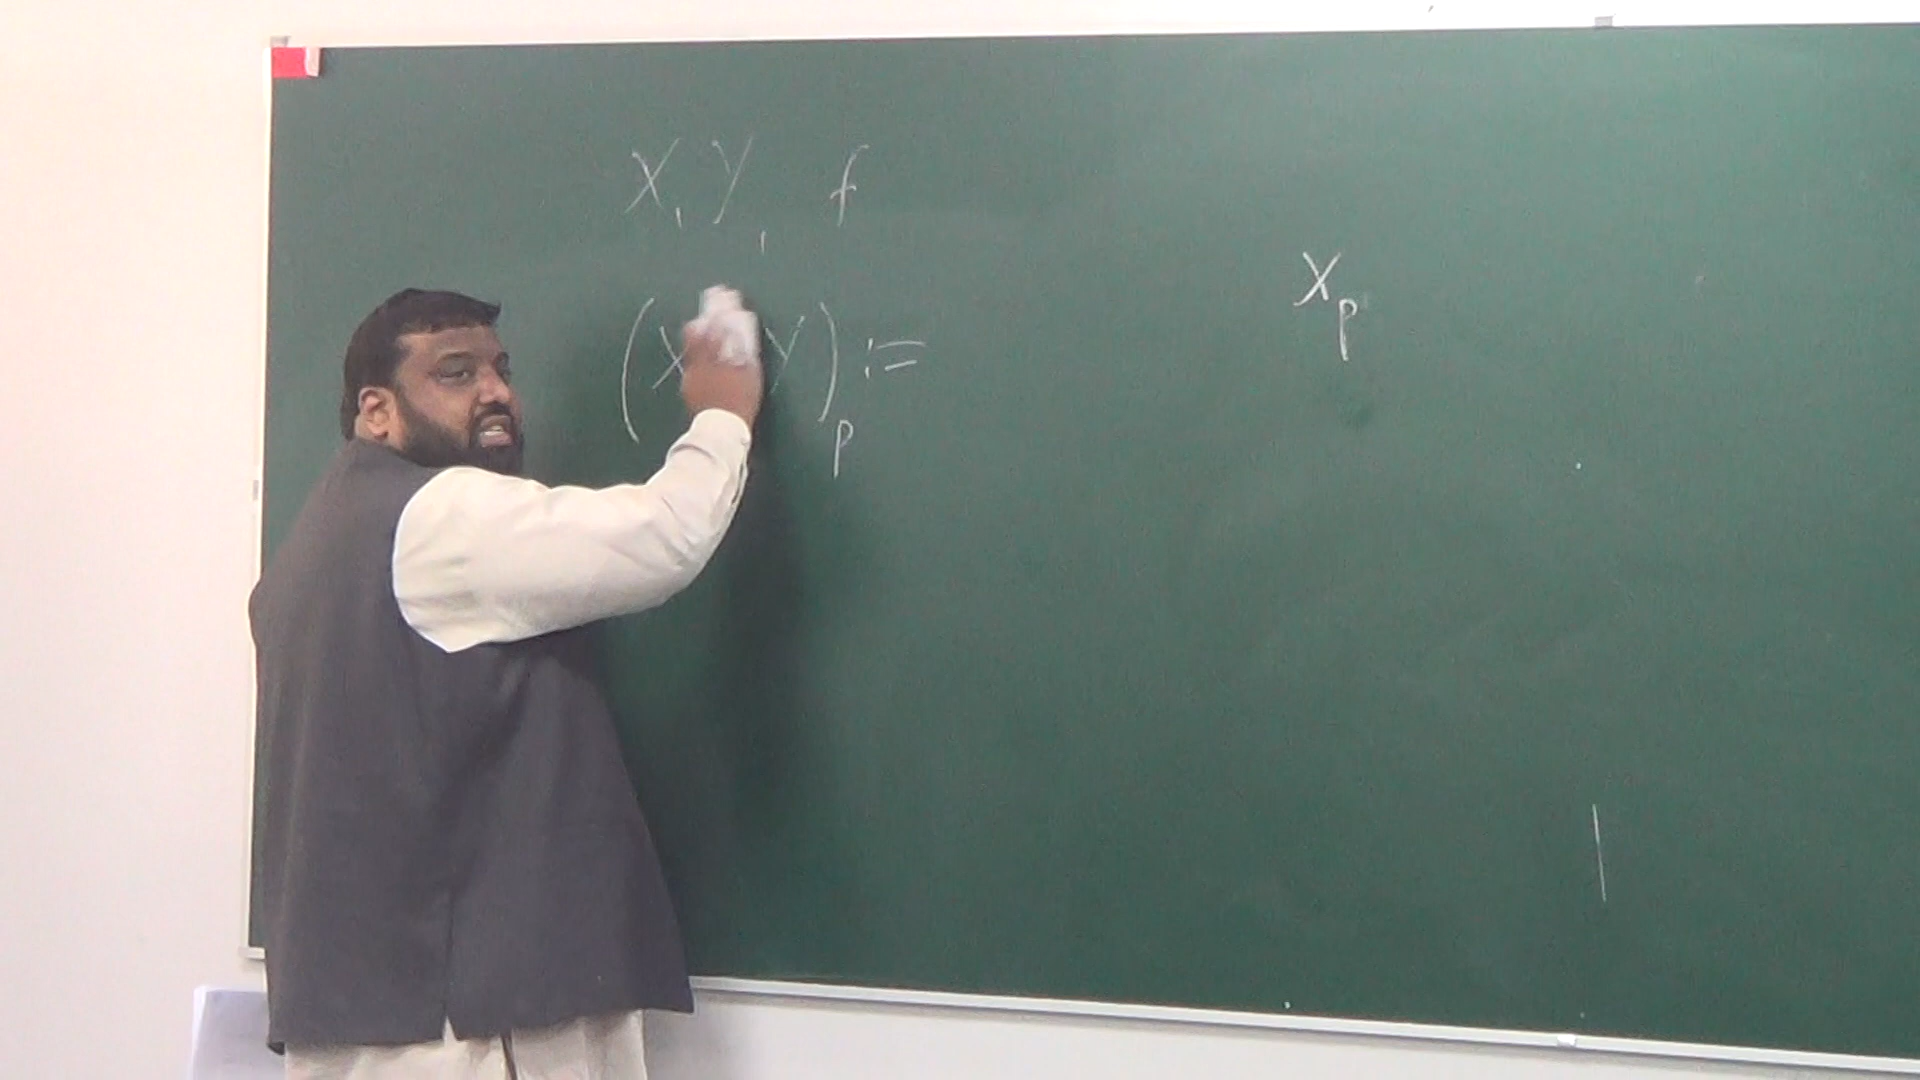 X, Y, f
(X Y)p :=
Xp